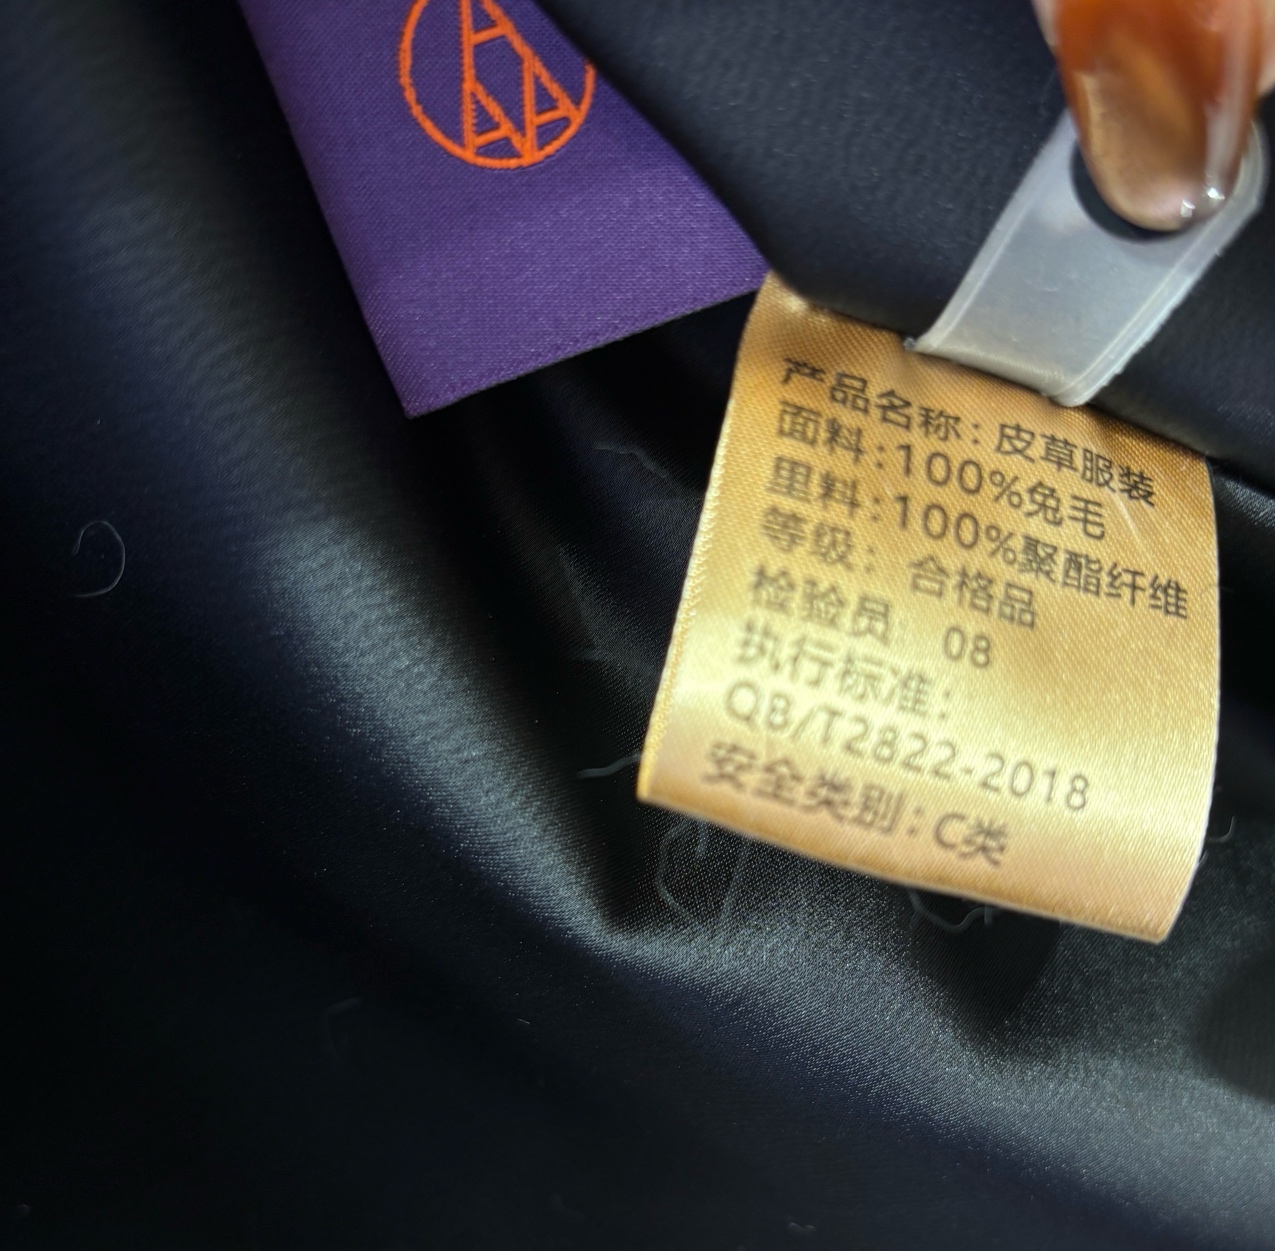 产品名称：皮草服装
面料：100%兔毛
里料：100%聚酯纤维
等级： 合格品
检验员 08
执行标准：
QB/T2822-2018
安全类别：C类